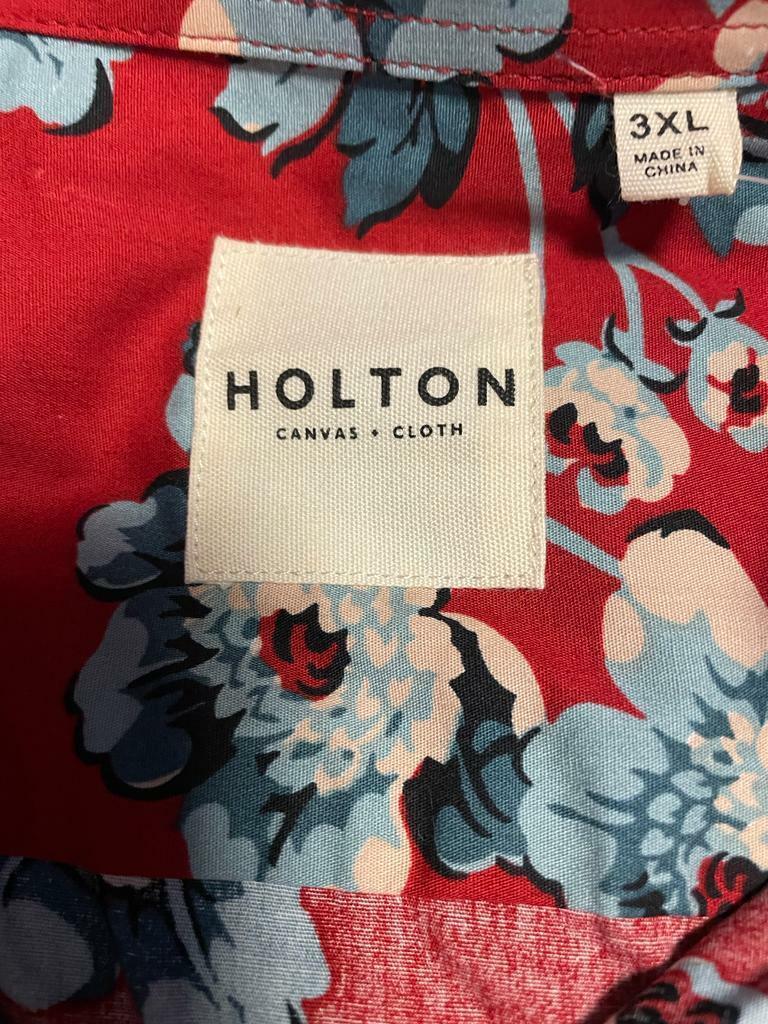 3XL
MADE IN
CHINA
HOLTON
CANVAS + CLOTH